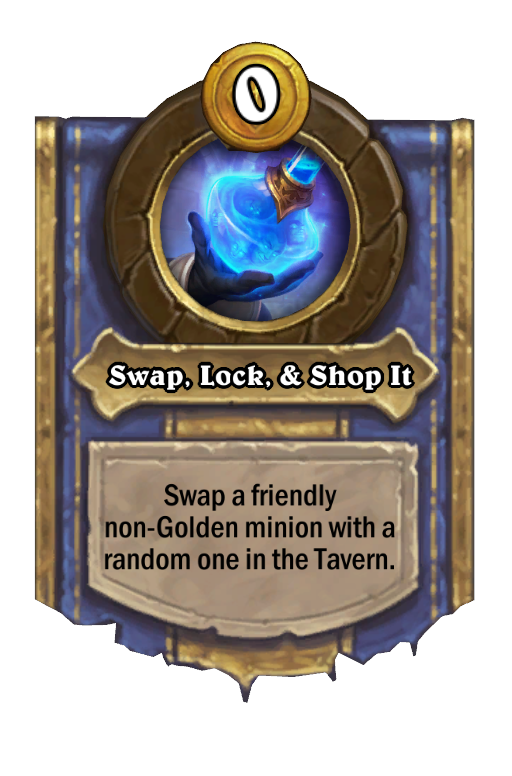 0
Swap, Lock, & Shop It
Swap a friendly
non-Golden minion with a
random one in the Tavern.